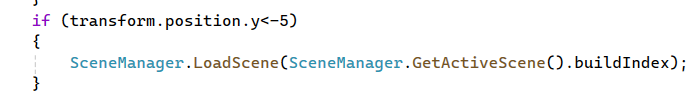 if (transform.position.y<-5)
{
SceneManager.LoadScene(SceneManager.GetActiveScene().buildIndex);
}